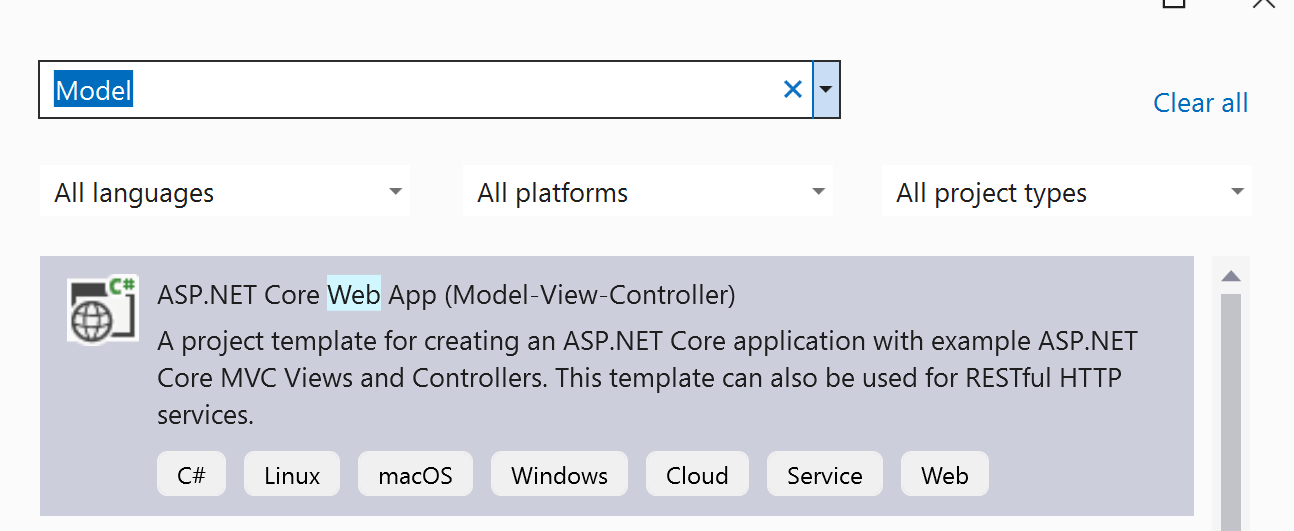 Model
Clear all
All languages
All platforms
All project types
C#
ASP.NET Core Web App (Model-View-Controller)
A project template for creating an ASP.NET Core application with example ASP.NET
Core MVC Views and Controllers. This template can also be used for RESTful HTTP
services.
C#
Linux
macOS
Windows
Cloud
Service
Web